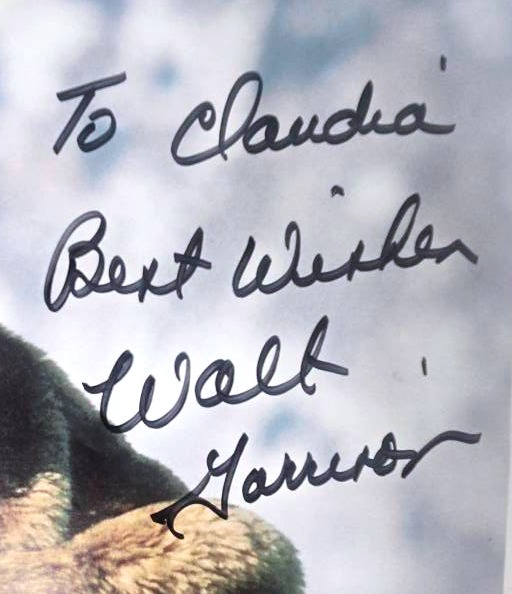 To Claudia
Best Wishes
Walt
Garrison